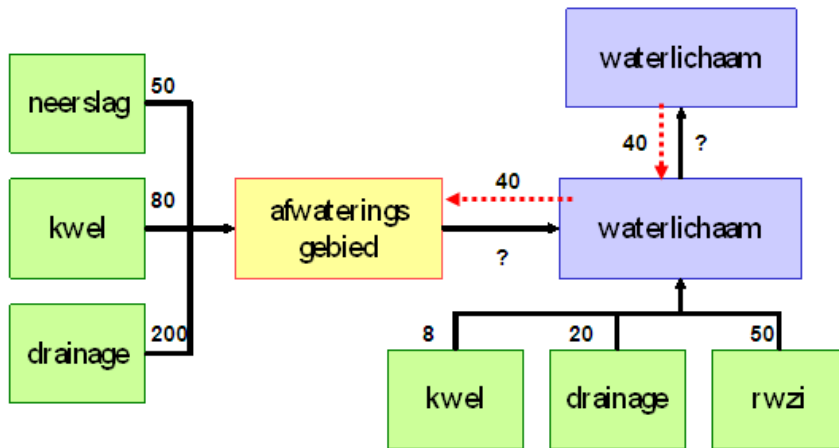 waterlichaam
50
neerslag
40
?
80
40
kwel
afwaterings
gebied
waterlichaam
?
200
drainage
8
20
50
kwel
drainage
rwzi